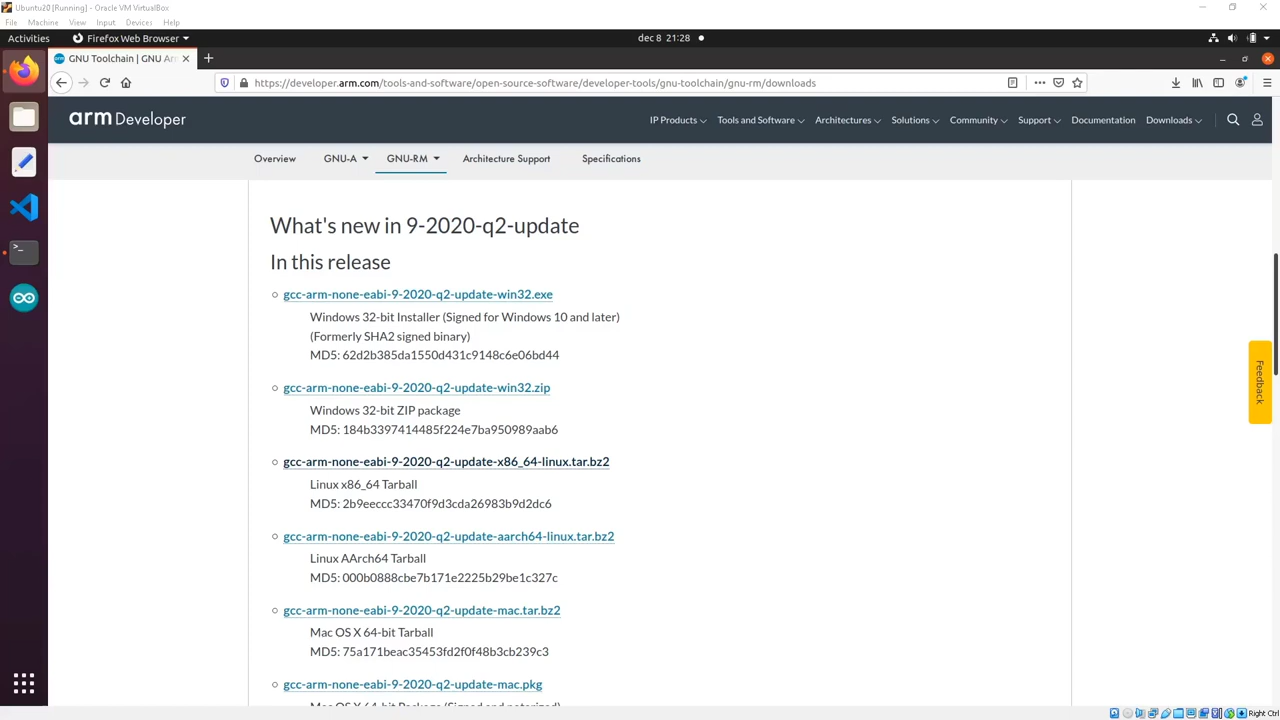 Ubuntu20 [Running] - Oracle VM VirtualBox
File Machine View Input Devices Help
Activities Firefox Web Browser dec 8 21:28
GNU Toolchain | GNU Ar
https://developer.arm.com/tools-and-software/open-source-software/developer-tools/gnu-toolchain/gnu-rm/downloads
arm Developer IP Products Tools and Software Architectures Solutions Community Support Documentation Downloads
Overview GNU-A GNU-RM Architecture Support Specifications
What's new in 9-2020-q2-update
In this release
gcc-arm-none-eabi-9-2020-q2-update-win32.exe
Windows 32-bit Installer (Signed for Windows 10 and later)
(Formerly SHA2 signed binary)
MD5: 62d2b385da1550d431c9148c6e06bd44
gcc-arm-none-eabi-9-2020-q2-update-win32.zip
Windows 32-bit ZIP package
MD5: 184b3397414485f224e7ba950989aab6
gcc-arm-none-eabi-9-2020-q2-update-x86_64-linux.tar.bz2
Linux x86_64 Tarball
MD5: 2b9eeccc33470f9d3cda26983b9d2dc6
gcc-arm-none-eabi-9-2020-q2-update-aarch64-linux.tar.bz2
Linux AArch64 Tarball
MD5: 000b0888cbe7b171e2225b29be1c327c
gcc-arm-none-eabi-9-2020-q2-update-mac.tar.bz2
Mac OS X 64-bit Tarball
MD5: 75a171beac35453fd2f0f48b3cb239c3
gcc-arm-none-eabi-9-2020-q2-update-mac.pkg
Mac OS X 64-bit Package (Signed and notarized)
Feedback
Right Ctrl